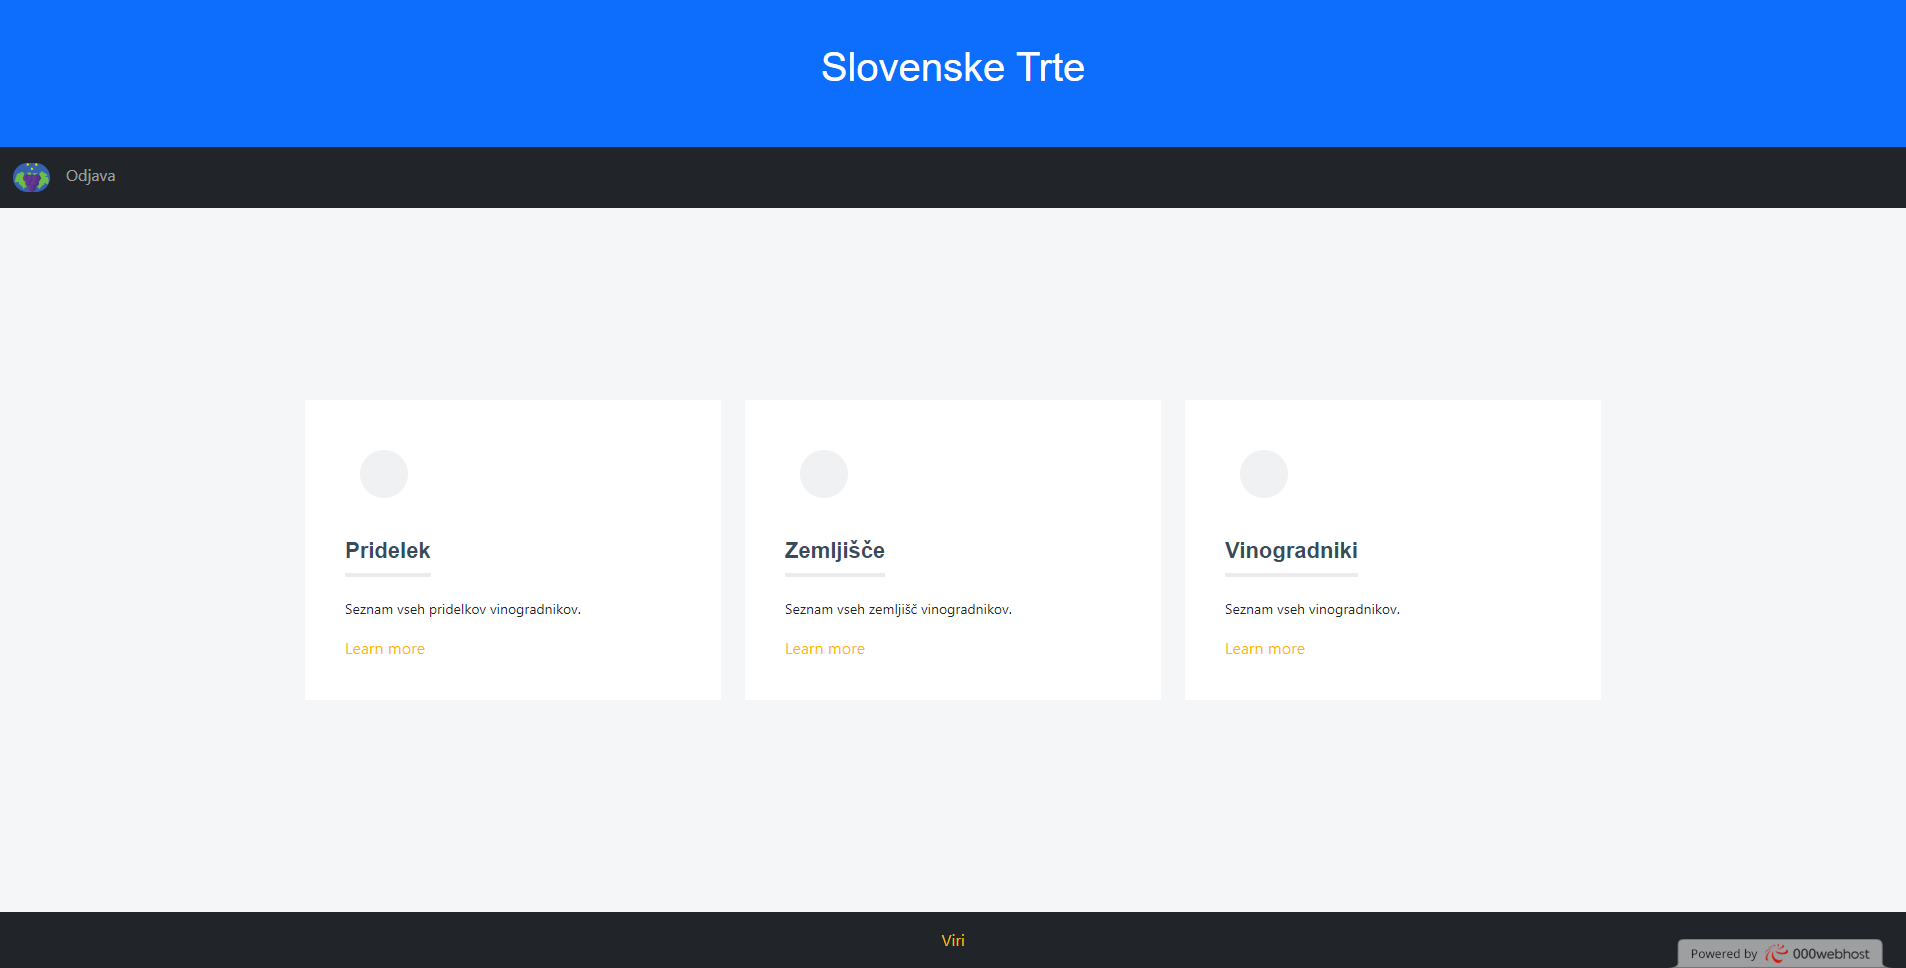 Slovenske Trte
Odjava
Pridelek
Seznam vseh pridelkov vinogradnikov.
Learn more
Zemljišče
Seznam vseh zemljišč vinogradnikov.
Learn more
Vinogradniki
Seznam vseh vinogradnikov.
Learn more
Viri
Powered by 000webhost